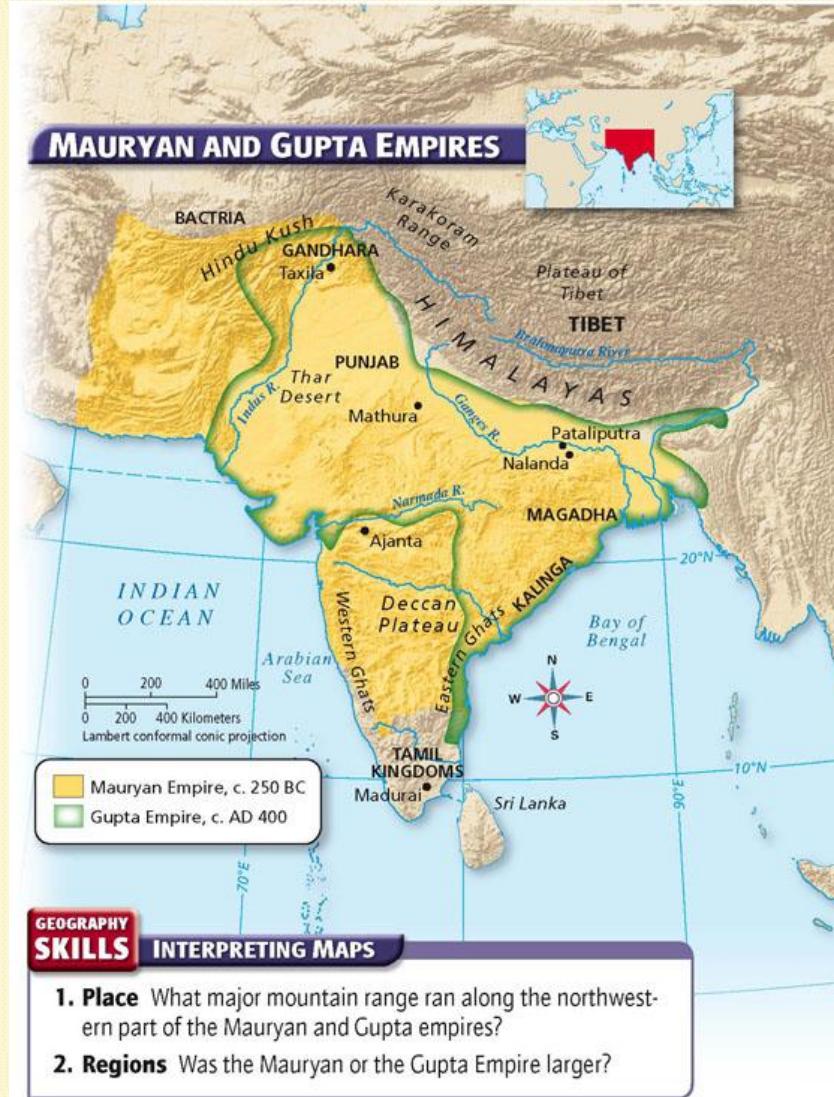 MAURYAN AND GUPTA EMPIRES
BACTRIA
Hindu Kush
Karakoram
Range
GANDHARA
Taxila
Plateau of
Tibet
TIBET
HIMALAYAS
Brahmaputra River
PUNJAB
Thar
Desert
Indus R.
Mathura
Ganges R.
Pataliputra
Nalanda
Narmada R.
MAGADHA
Ajanta
20°N
KALINGA
INDIAN
OCEAN
Deccan
Plateau
Western Ghats
Eastern Ghats
Bay of
Bengal
Arabian
Sea
N
W E
S
0 200 400 Miles
0 200 400 Kilometers
Lambert conformal conic projection
TAMIL
KINGDOMS
10°N
Madurai
Sri Lanka
90°E
70°E
Mauryan Empire, c. 250 BC
Gupta Empire, c. AD 400
GEOGRAPHY
SKILLS INTERPRETING MAPS
1. Place What major mountain range ran along the northwest-
ern part of the Mauryan and Gupta empires?
2. Regions Was the Mauryan or the Gupta Empire larger?